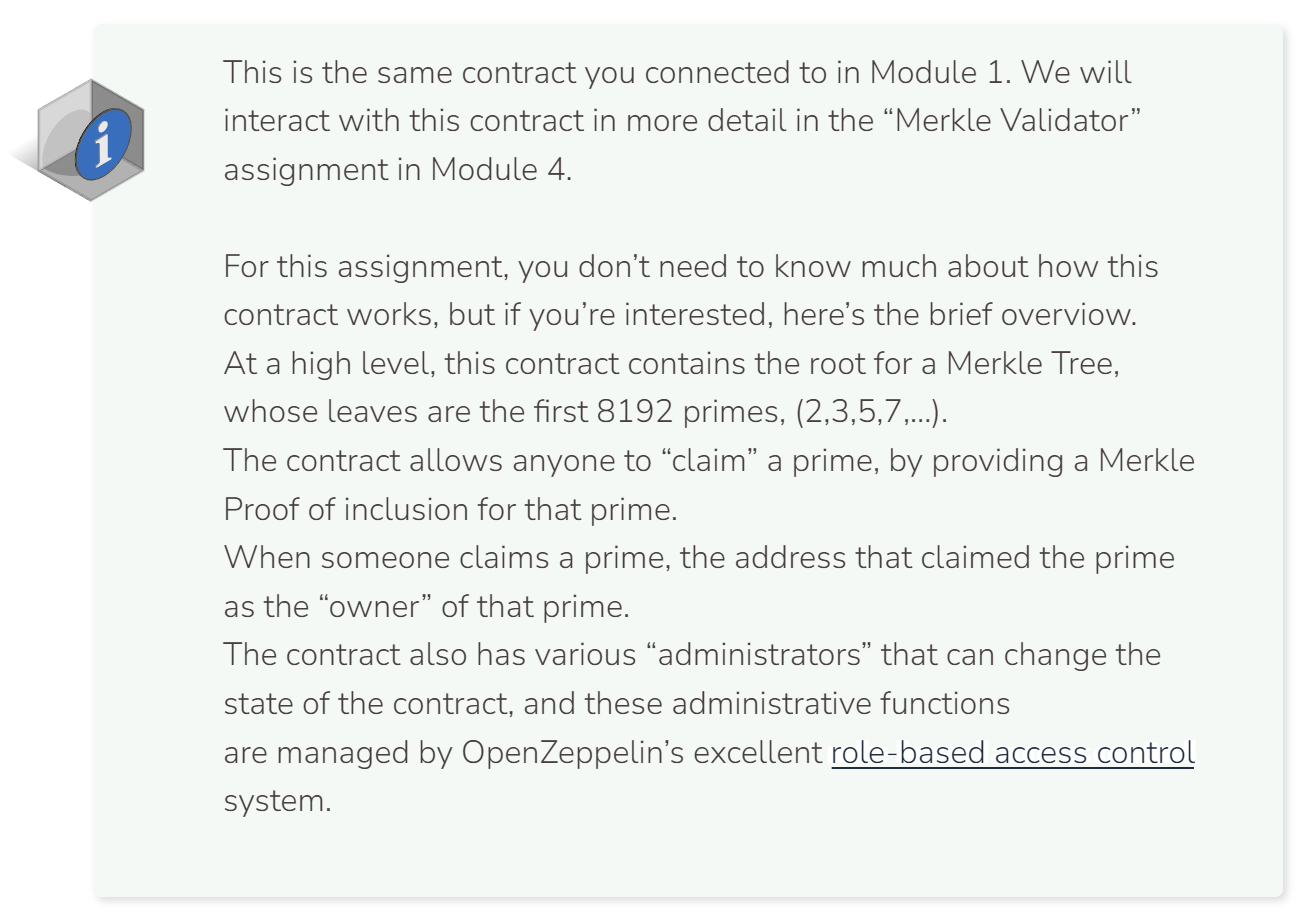 This is the same contract you connected to in Module 1. We will
interact with this contract in more detail in the “Merkle Validator”
assignment in Module 4.
For this assignment, you don’t need to know much about how this
contract works, but if you’re interested, here’s the brief overviow.
At a high level, this contract contains the root for a Merkle Tree,
whose leaves are the first 8192 primes, (2,3,5,7,...).
The contract allows anyone to “claim” a prime, by providing a Merkle
Proof of inclusion for that prime.
When someone claims a prime, the address that claimed the prime
as the “owner” of that prime.
The contract also has various “administrators” that can change the
state of the contract, and these administrative functions
are managed by OpenZeppelin’s excellent role-based access control
system.